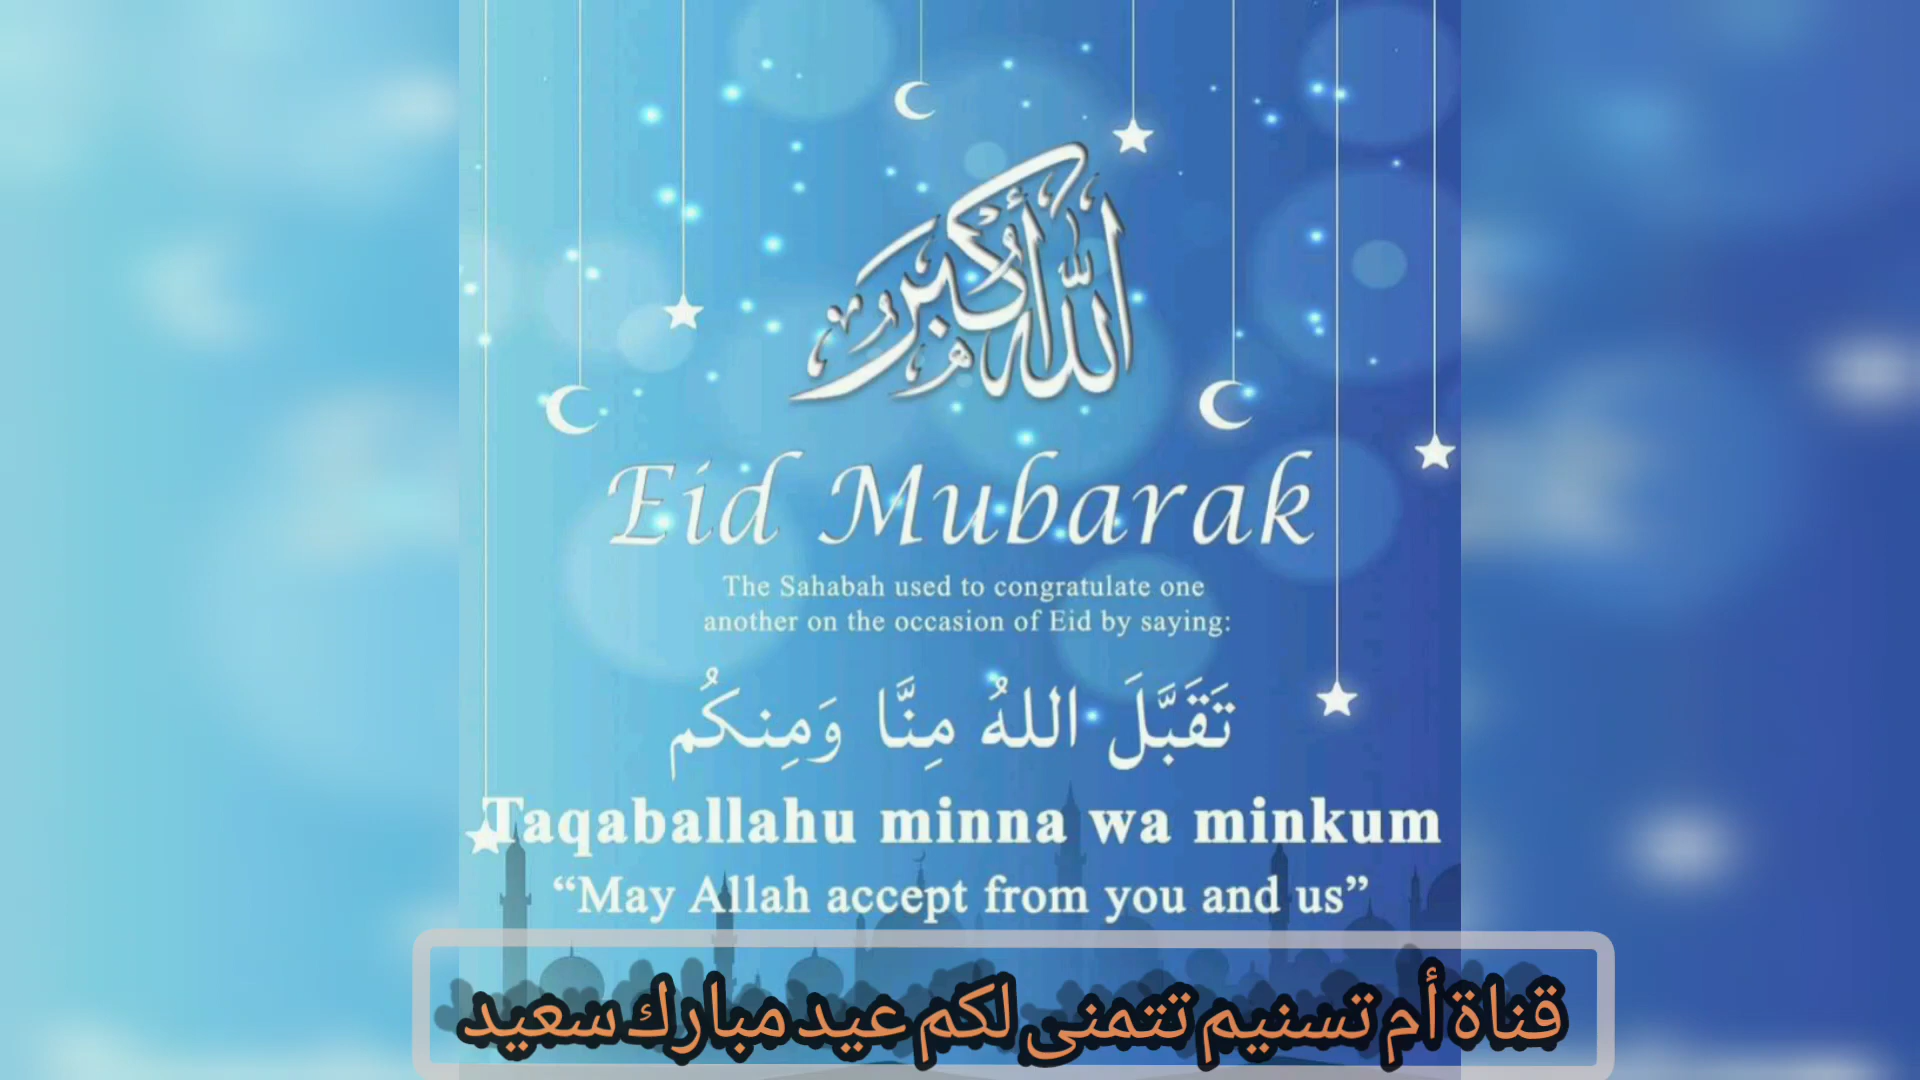 الله أكبر
Eid Mubarak
The Sahabah used to congratulate one
another on the occasion of Eid by saying:
تَقَبَّلَ اللهُ مِنَّا وَمِنكُم
Taqaballahu minna wa minkum
“May Allah accept from you and us”
قناة أم تسنيم تتمنى لكم عيد مبارك سعيد